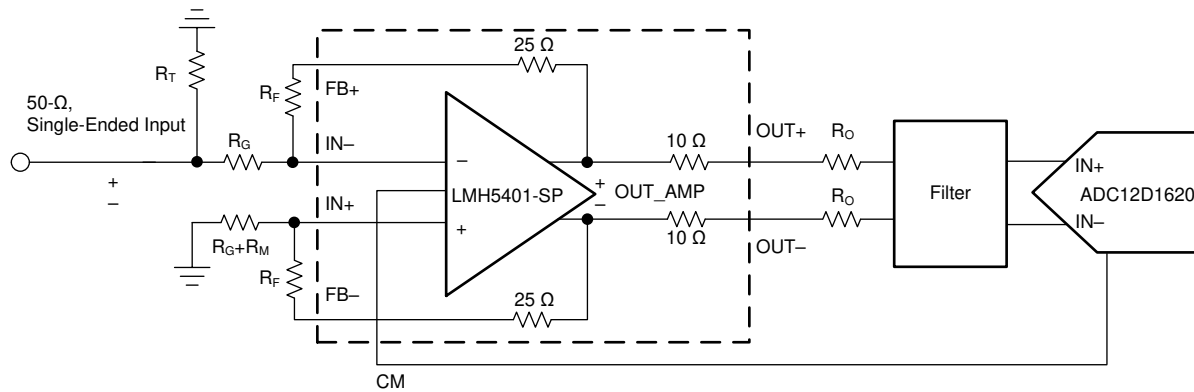 25 Ω
R_T
R_F
FB+
50-Ω,
Single-Ended Input
R_G
IN–
10 Ω
OUT+
R_O
+
–
–
LMH5401-SP
+
–
OUT_AMP
Filter
IN+
ADC12D1620
IN–
IN+
+
R_G+R_M
10 Ω
OUT–
R_O
R_F
FB–
25 Ω
CM